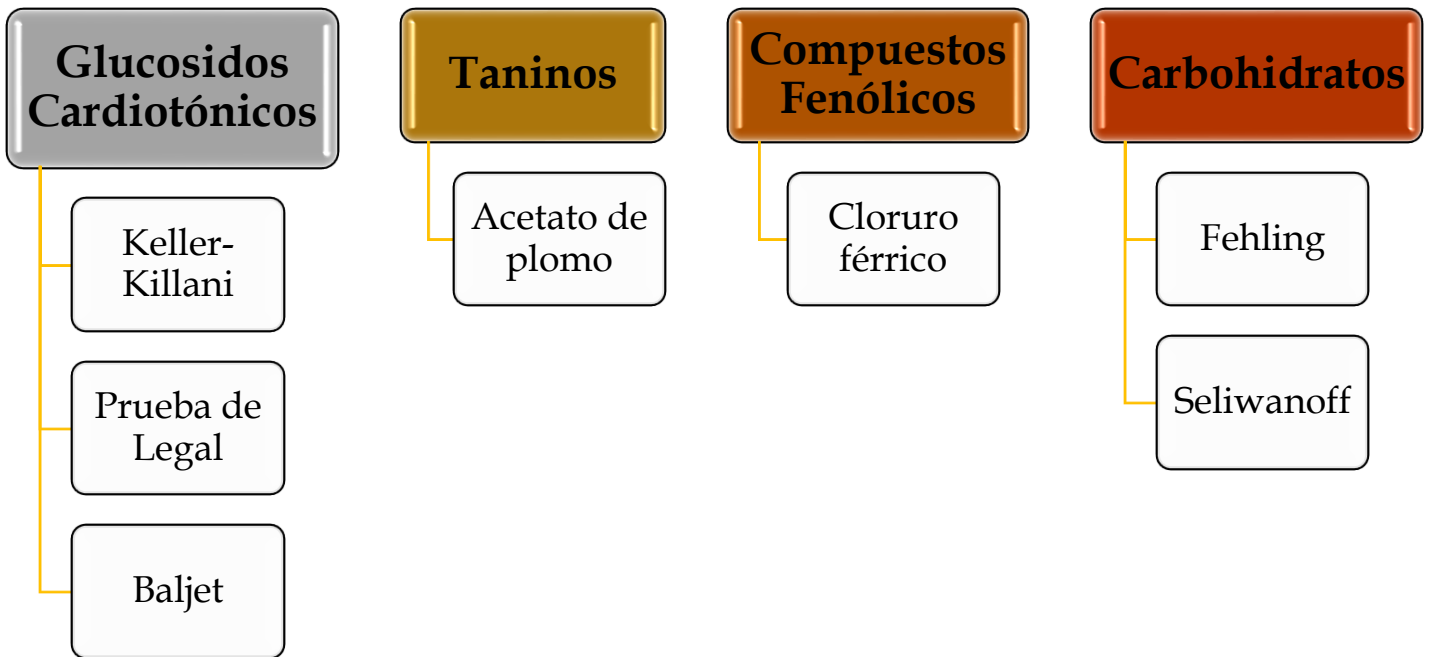 Glucosidos
Cardiotónicos
Keller-
Killani
Prueba de
Legal
Baljet
Taninos
Acetato de
plomo
Compuestos
Fenólicos
Cloruro
férrico
Carbohidratos
Fehling
Seliwanoff